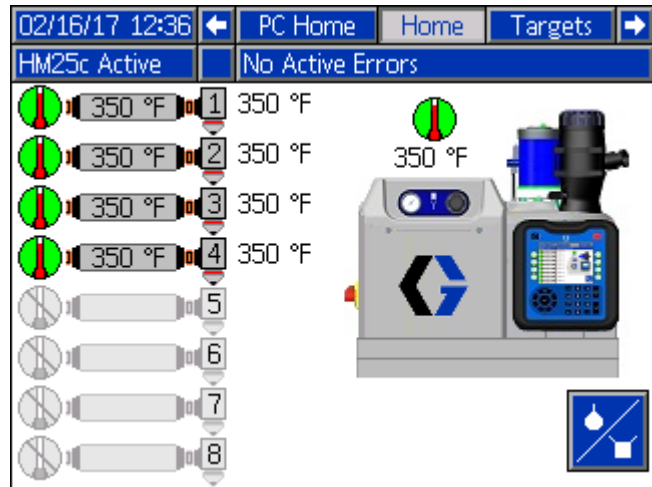 02/16/17 12:36 PC Home Home Targets
HM25c Active No Active Errors
350 °F 1 350 °F
350 °F
350 °F 2 350 °F
350 °F 3 350 °F
350 °F 4 350 °F
5
6
7
8